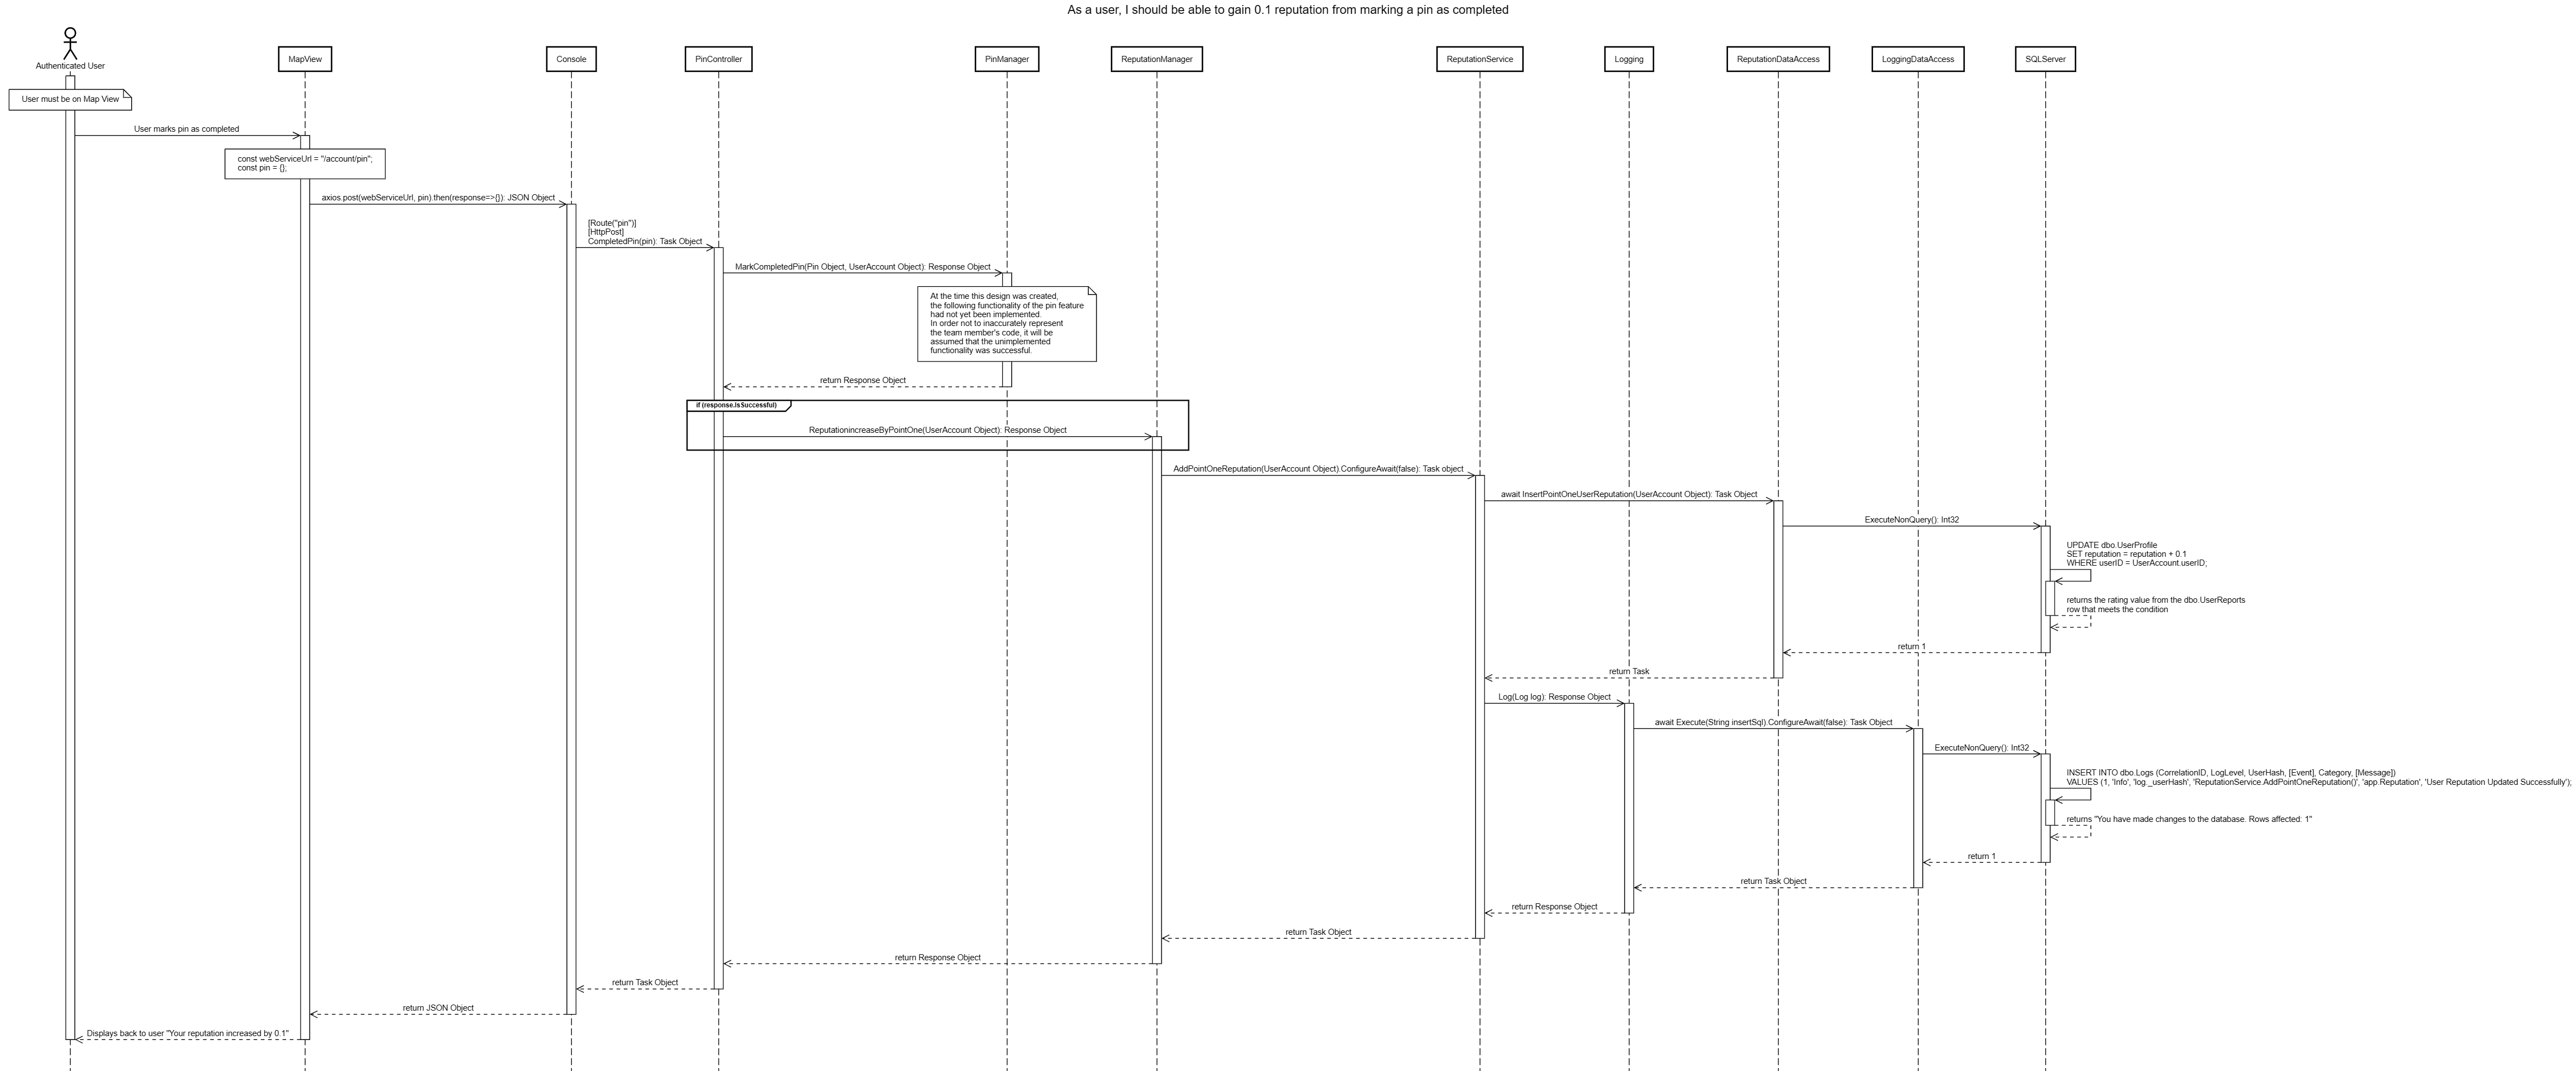 As a user, I should be able to gain 0.1 reputation from marking a pin as completed
Authenticated User
MapView
Console
PinController
PinManager
ReputationManager
ReputationService
Logging
ReputationDataAccess
LoggingDataAccess
SQLServer
User must be on Map View
User marks pin as completed
const webServiceUrl = "/account/pin";
const pin = {};
axios.post(webServiceUrl, pin).then(response=>{}): JSON Object
[Route("pin")]
[HttpPost]
CompletedPin(pin): Task Object
MarkCompletedPin(Pin Object, UserAccount Object): Response Object
At the time this design was created,
the following functionality of the pin feature
had not yet been implemented.
In order not to inaccurately represent
the team member's code, it will be
assumed that the unimplemented
functionality was successful.
return Response Object
if (response.isSuccessful)
ReputationincreaseByPointOne(UserAccount Object): Response Object
AddPointOneReputation(UserAccount Object).ConfigureAwait(false): Task object
await InsertPointOneUserReputation(UserAccount Object): Task Object
ExecuteNonQuery(): Int32
UPDATE dbo.UserProfile
SET reputation = reputation + 0.1
WHERE userID = UserAccount.userID;
returns the rating value from the dbo.UserReports
row that meets the condition
return 1
return Task
Log(Log log): Response Object
await Execute(String insertSql).ConfigureAwait(false): Task Object
ExecuteNonQuery(): Int32
INSERT INTO dbo.Logs (CorrelationID, LogLevel, UserHash, [Event], Category, [Message])
VALUES (1, 'Info', 'log._userHash', 'ReputationService.AddPointOneReputation()', 'app.Reputation', 'User Reputation Updated Successfully');
returns "You have made changes to the database. Rows affected: 1"
return 1
return Task Object
return Response Object
return Task Object
return Response Object
return Task Object
return JSON Object
Displays back to user "Your reputation increased by 0.1"